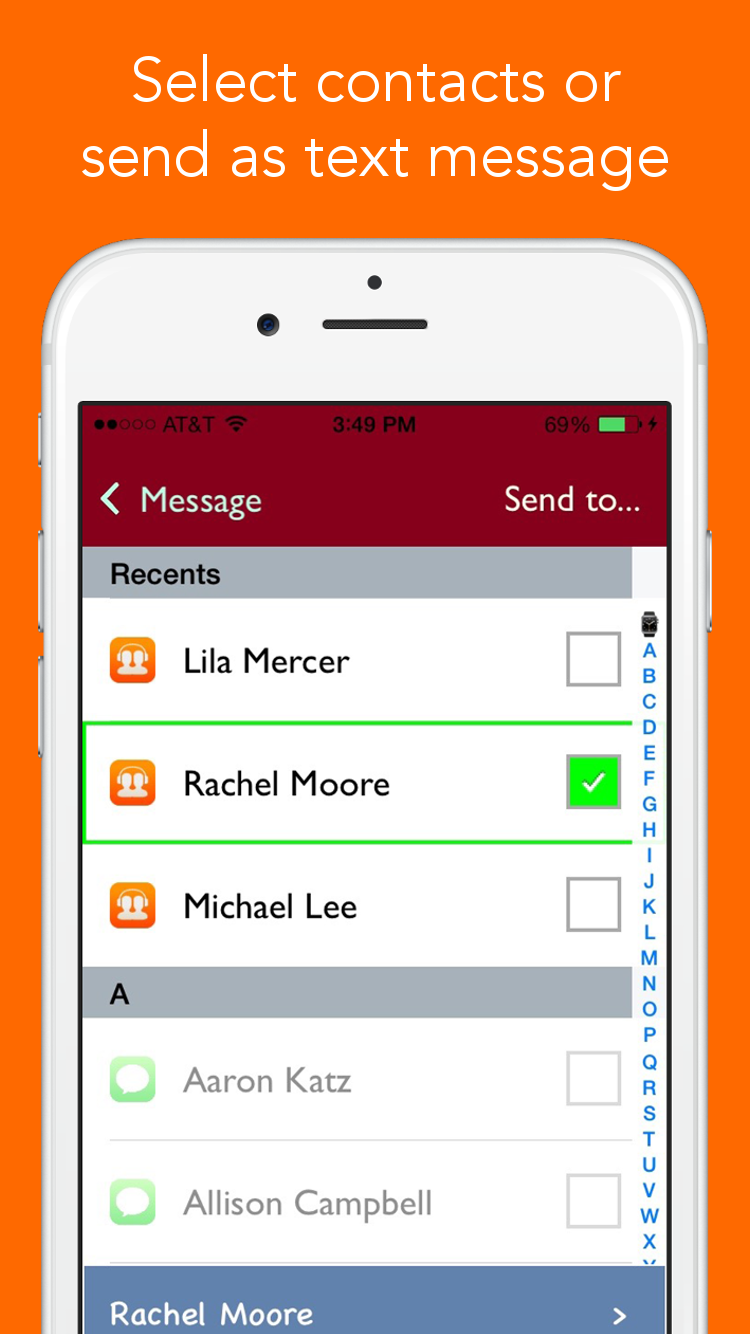 Select contacts or
send as text message
AT&T 3:49 PM 69%
Message Send to...
Recents
Lila Mercer
Rachel Moore
Michael Lee
A
Aaron Katz
Allison Campbell
Rachel Moore >
A
B
C
D
E
F
G
H
I
J
K
L
M
N
O
P
Q
R
S
T
U
V
W
X